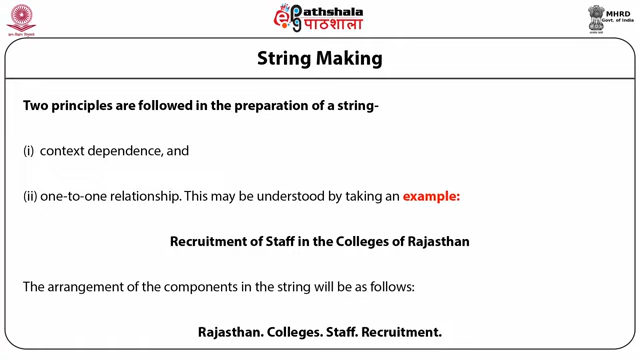 ePathshala
पाठशाला
MHRD
Govt. of India
String Making
Two principles are followed in the preparation of a string-
(i) context dependence, and
(ii) one-to-one relationship. This may be understood by taking an example:
Recruitment of Staff in the Colleges of Rajasthan
The arrangement of the components in the string will be as follows:
Rajasthan. Colleges. Staff. Recruitment.